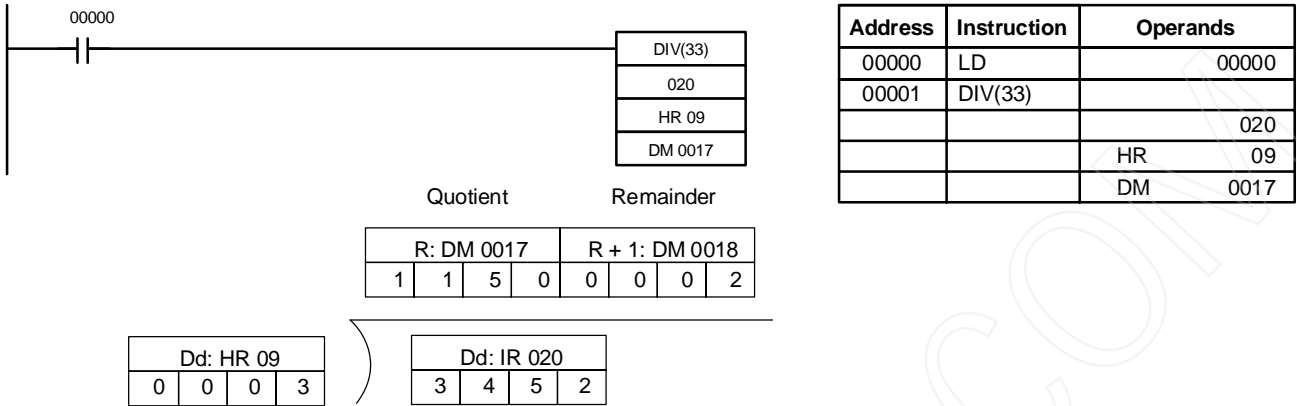 00000
DIV(33)
020
HR 09
DM 0017
Address Instruction Operands
00000 LD 00000
00001 DIV(33)
020
HR 09
DM 0017
Quotient Remainder
R: DM 0017 R + 1: DM 0018
1 1 5 0 0 0 0 2
Dd: HR 09 Dd: IR 020
0 0 0 3 3 4 5 2
COM